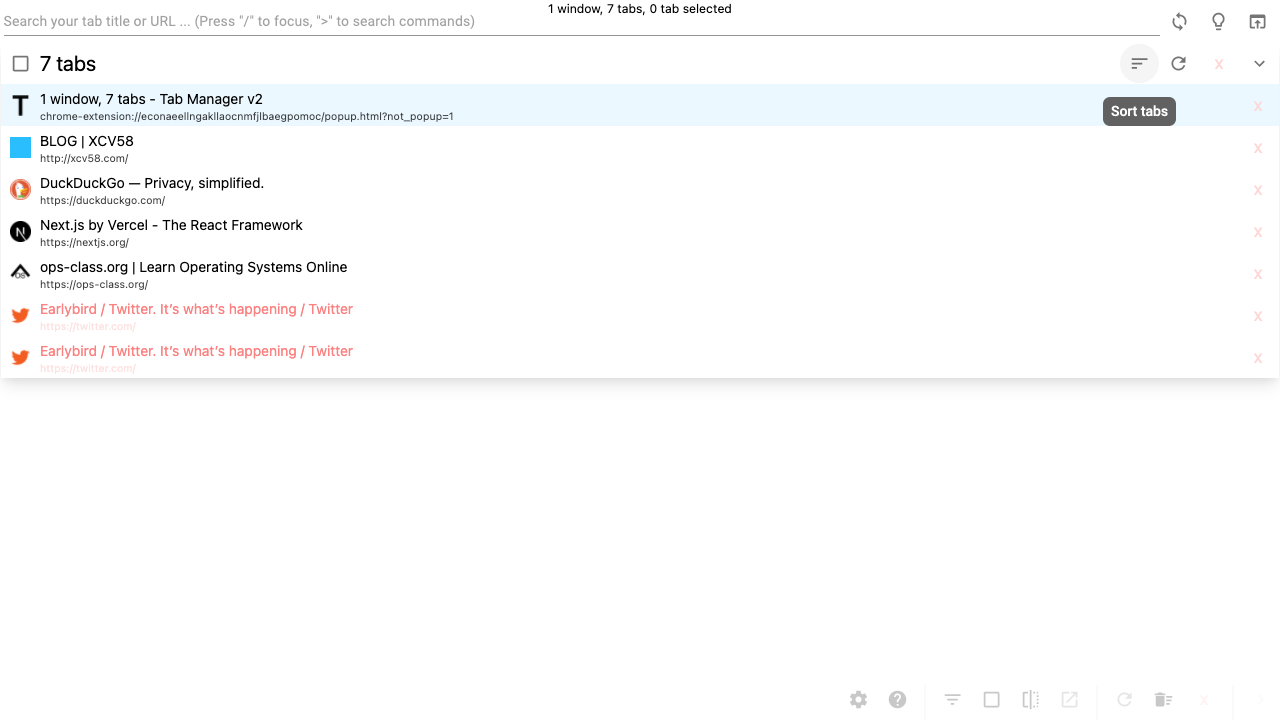 1 window, 7 tabs, 0 tab selected
Search your tab title or URL ... (Press "/" to focus, ">" to search commands)
7 tabs
x
1 window, 7 tabs - Tab Manager v2
chrome-extension://econaeellngakllaocnmfjlbaegpomoc/popup.html?not_popup=1
x
Sort tabs
BLOG | XCV58
http://xcv58.com/
x
DuckDuckGo — Privacy, simplified.
https://duckduckgo.com/
x
Next.js by Vercel - The React Framework
https://nextjs.org/
x
ops-class.org | Learn Operating Systems Online
https://ops-class.org/
x
Earlybird / Twitter. It’s what’s happening / Twitter
https://twitter.com/
x
Earlybird / Twitter. It’s what’s happening / Twitter
https://twitter.com/
x
x